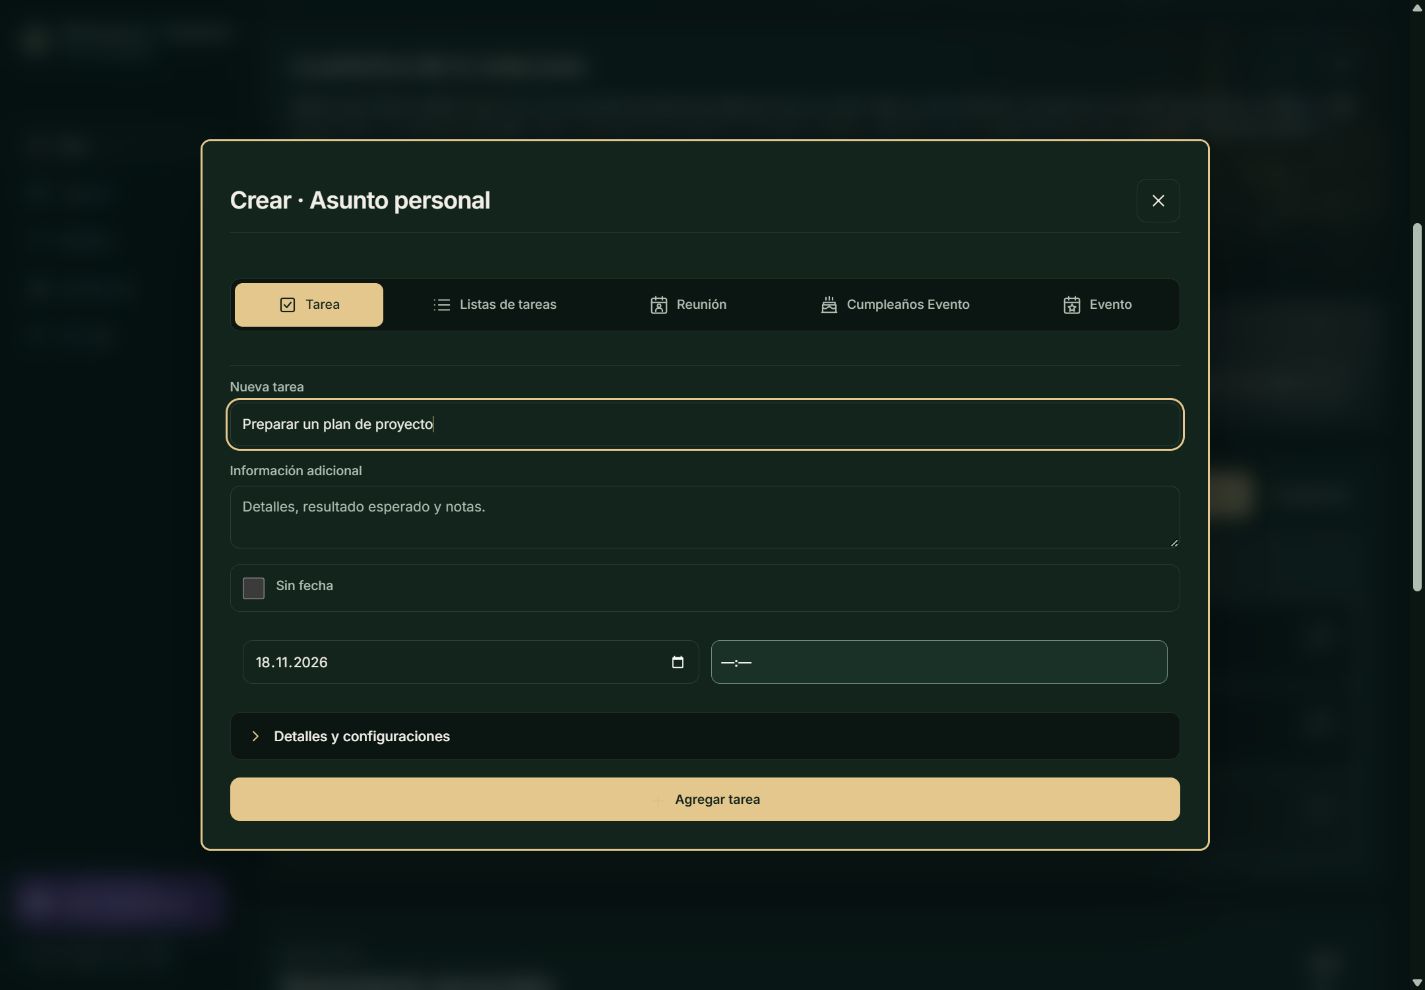 Crear · Asunto personal
Tarea
Listas de tareas
Reunión
Cumpleaños Evento
Evento
Nueva tarea
Preparar un plan de proyecto
Información adicional
Detalles, resultado esperado y notas.
Sin fecha
18.11.2026
—:—
Detalles y configuraciones
Agregar tarea